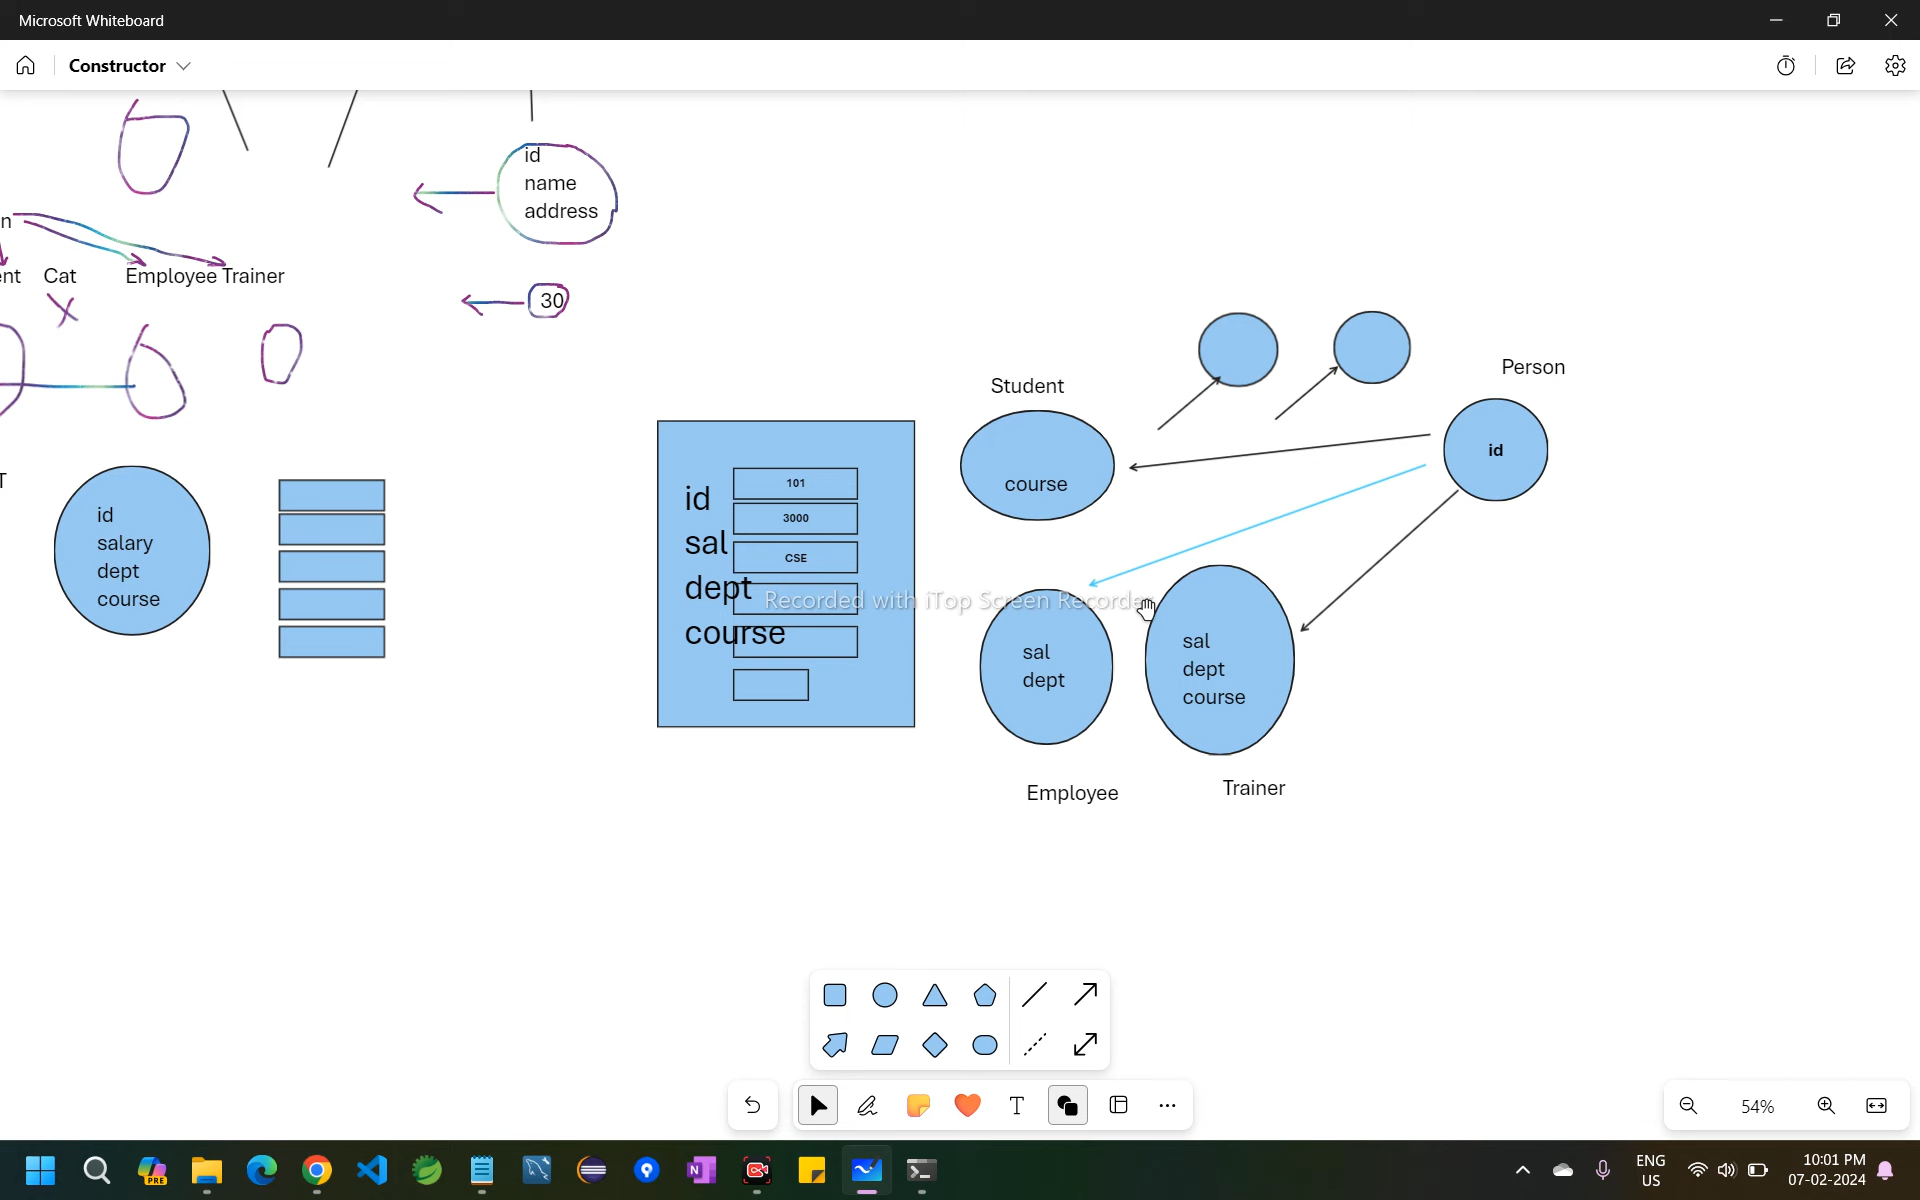 Microsoft Whiteboard
Constructor
id
name
address
n
ent Cat Employee Trainer
30
T
id
salary
dept
course
id
sal
dept
course
101
3000
CSE
Student
course
Person
id
Recorded with iTop Screen Recorder
sal
dept
sal
dept
course
Employee
Trainer
54%
PRE
N
ENG
US
10:01 PM
07-02-2024